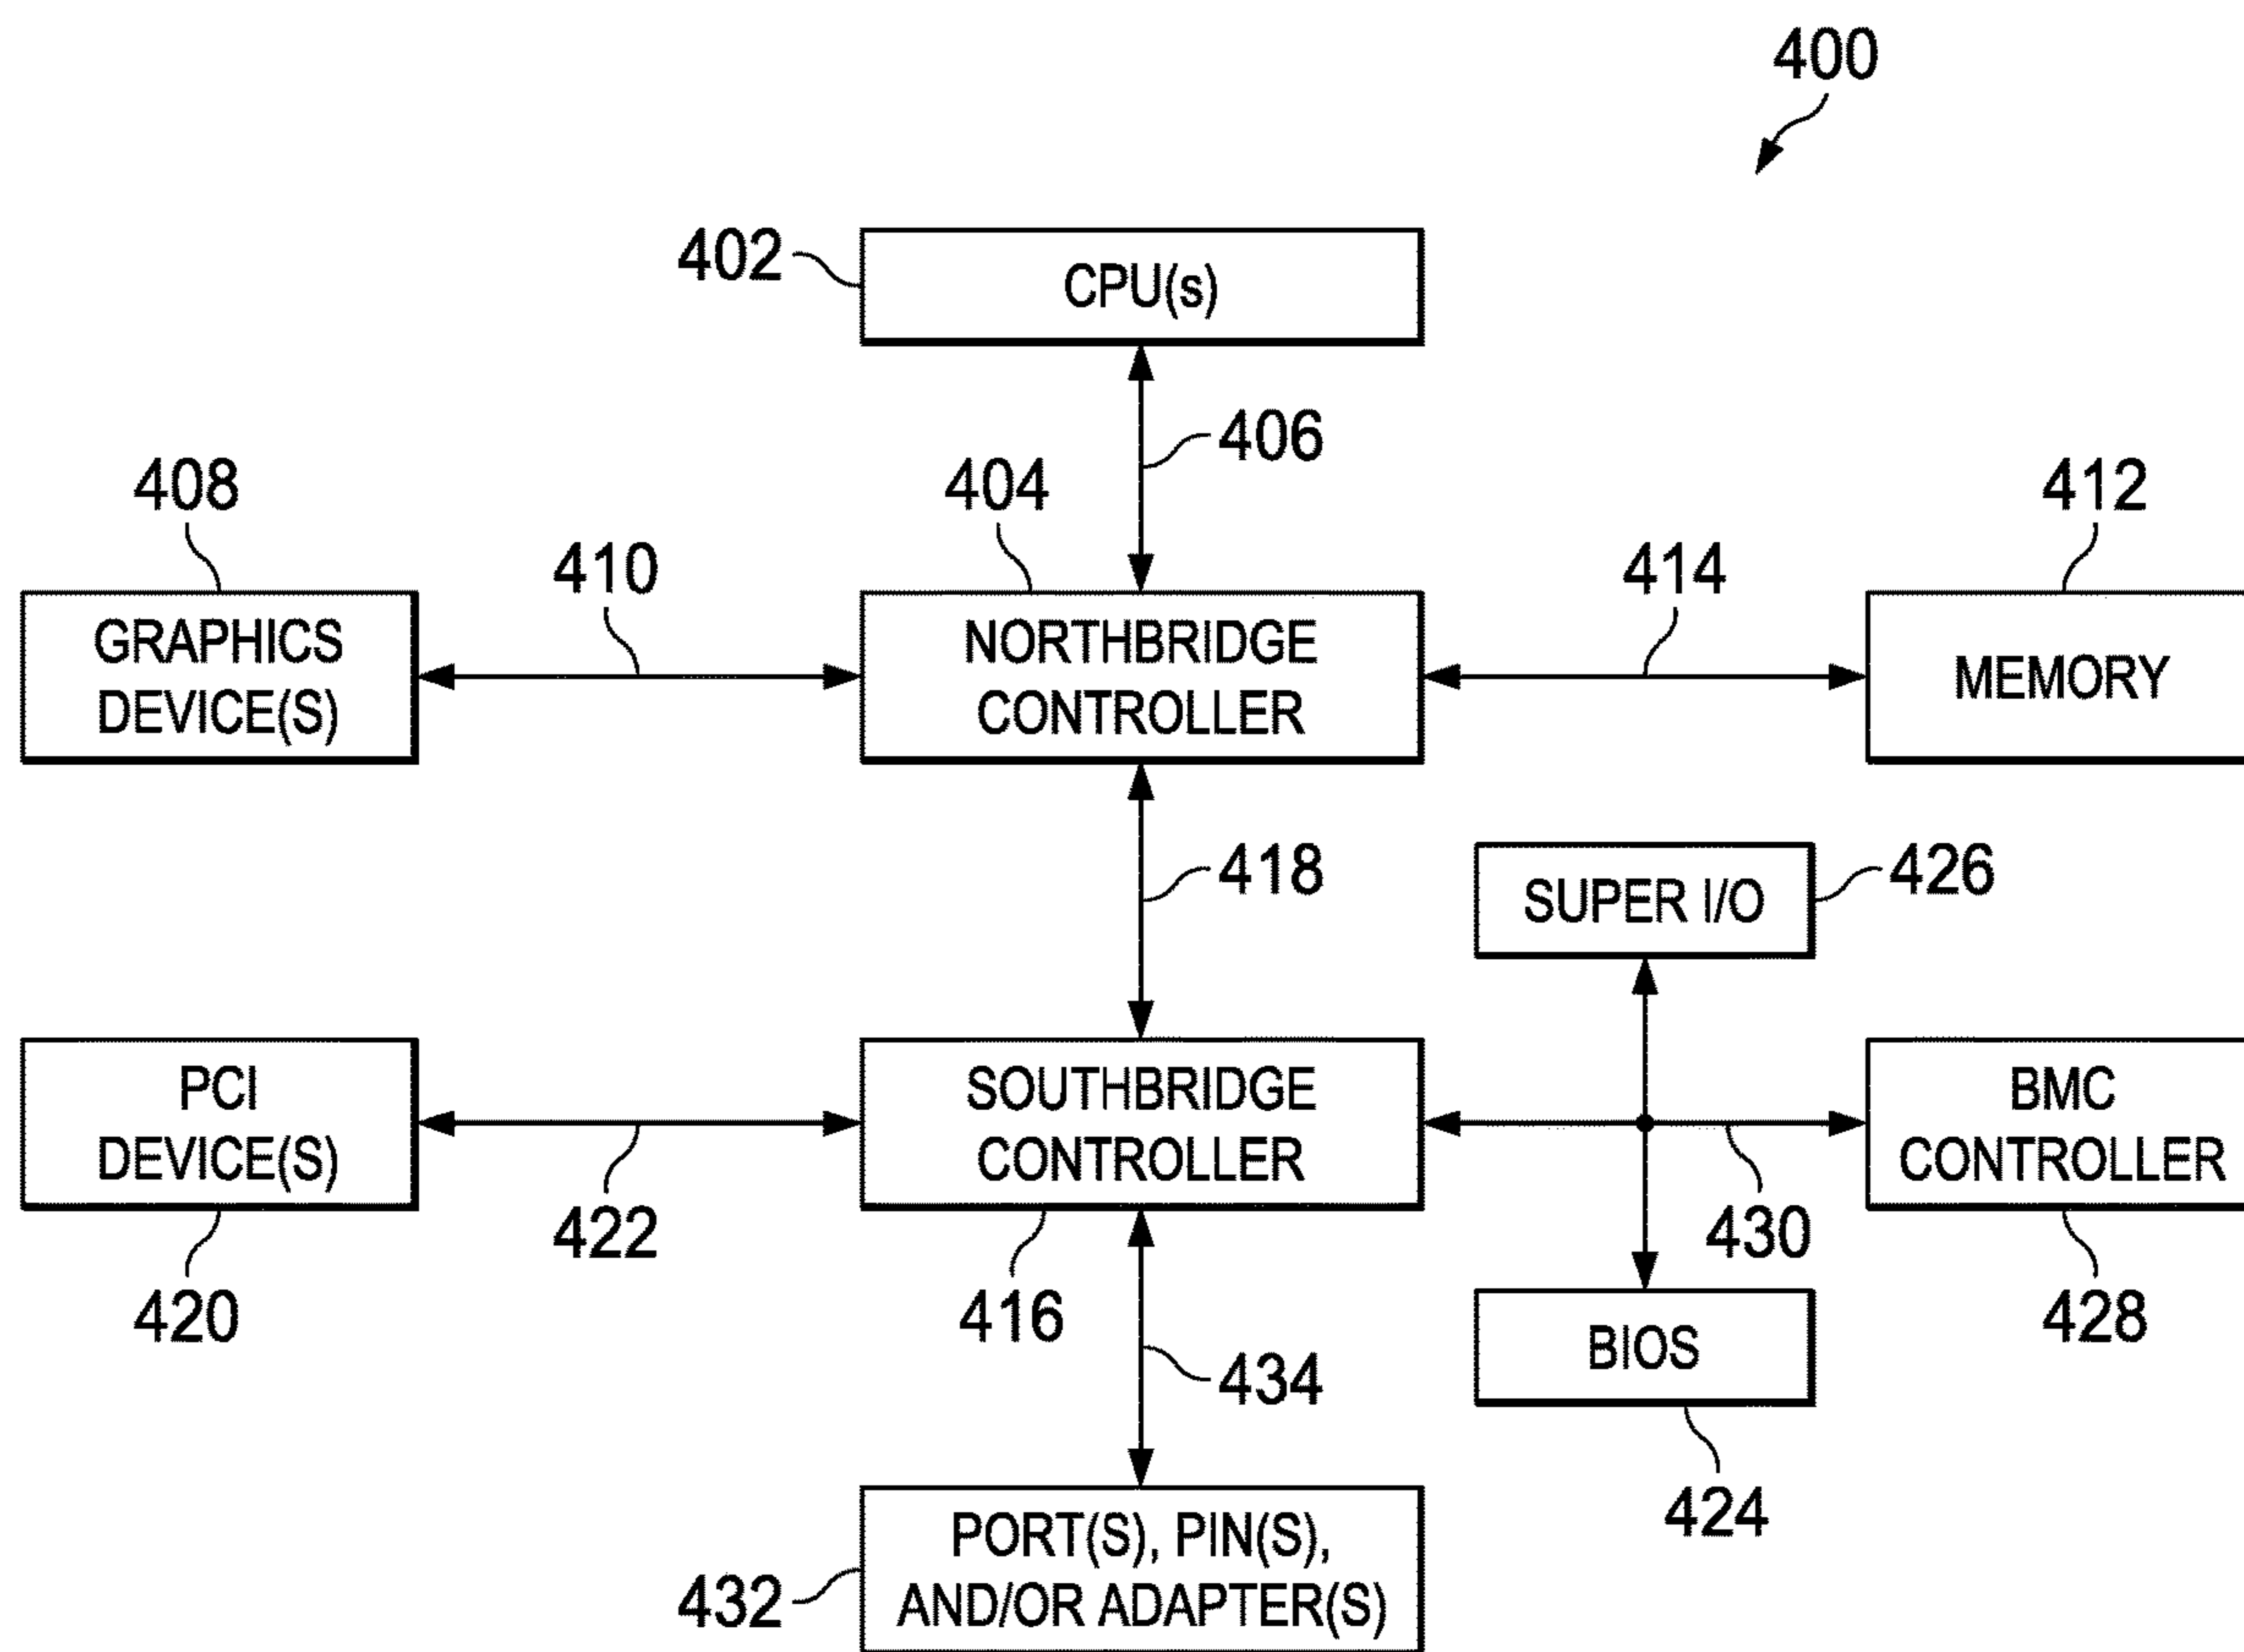 400
402
CPU(s)
406
408
404
412
410
414
GRAPHICS
DEVICE(S)
NORTHBRIDGE
CONTROLLER
MEMORY
418
SUPER I/O
426
PCI
DEVICE(S)
SOUTHBRIDGE
CONTROLLER
BMC
CONTROLLER
422
430
420
416
428
BIOS
434
424
PORT(S), PIN(S),
AND/OR ADAPTER(S)
432